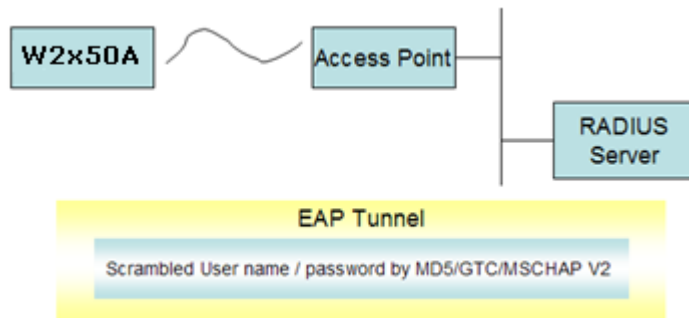 W2x50A
Access Point
RADIUS
Server
EAP Tunnel
Scrambled User name / password by MD5/GTC/MSCHAP V2